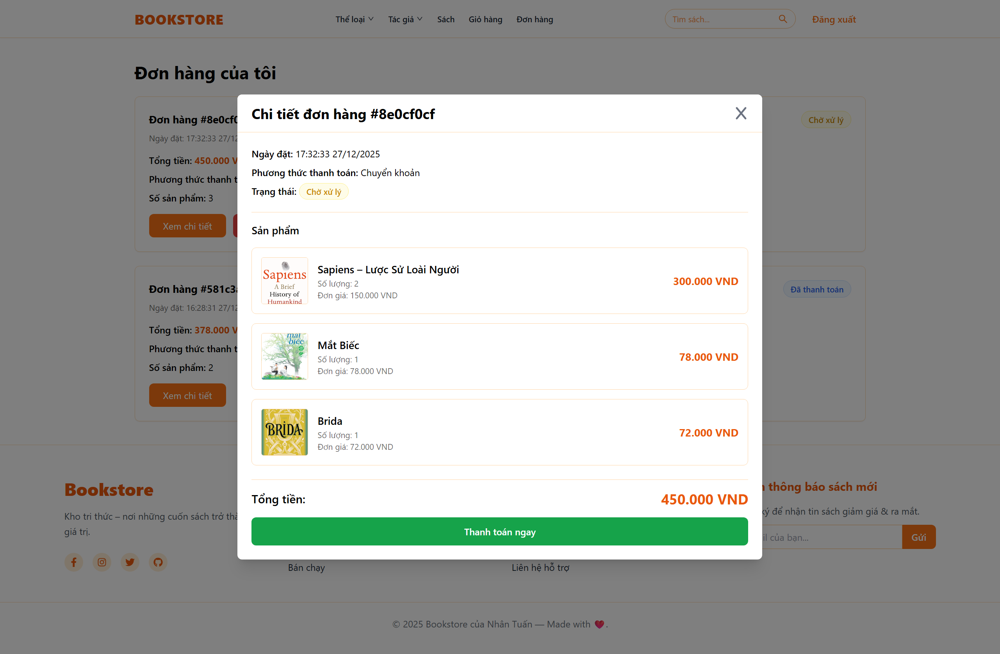 BOOKSTORE
Thể loại
Tác giả
Sách
Giỏ hàng
Đơn hàng
Tìm sách...
Đăng xuất
Đơn hàng của tôi
Đơn hàng #8e0cf0
Chờ xử lý
Ngày đặt: 17:32:33 27/12
Tổng tiền: 450.000 V
Phương thức thanh t
Số sản phẩm: 3
Xem chi tiết
Đơn hàng #581c3
Đã thanh toán
Ngày đặt: 16:28:31 27/12
Tổng tiền: 378.000 V
Phương thức thanh t
Số sản phẩm: 2
Xem chi tiết
Chi tiết đơn hàng #8e0cf0cf
Ngày đặt: 17:32:33 27/12/2025
Phương thức thanh toán: Chuyển khoản
Trạng thái: Chờ xử lý
Sản phẩm
Sapiens
A Brief
History of
Humankind
Sapiens – Lược Sử Loài Người
Số lượng: 2
Đơn giá: 150.000 VND
300.000 VND
mắt
biếc
Mắt Biếc
Số lượng: 1
Đơn giá: 78.000 VND
78.000 VND
BRIDA
Brida
Số lượng: 1
Đơn giá: 72.000 VND
72.000 VND
Tổng tiền:
450.000 VND
Thanh toán ngay
Bookstore
Kho tri thức – nơi những cuốn sách trở thà
giá trị.
Bán chạy
Liên hệ hỗ trợ
n thông báo sách mới
ký để nhận tin sách giảm giá & ra mắt.
il của bạn...
Gửi
© 2025 Bookstore của Nhân Tuấn — Made with ❤️.